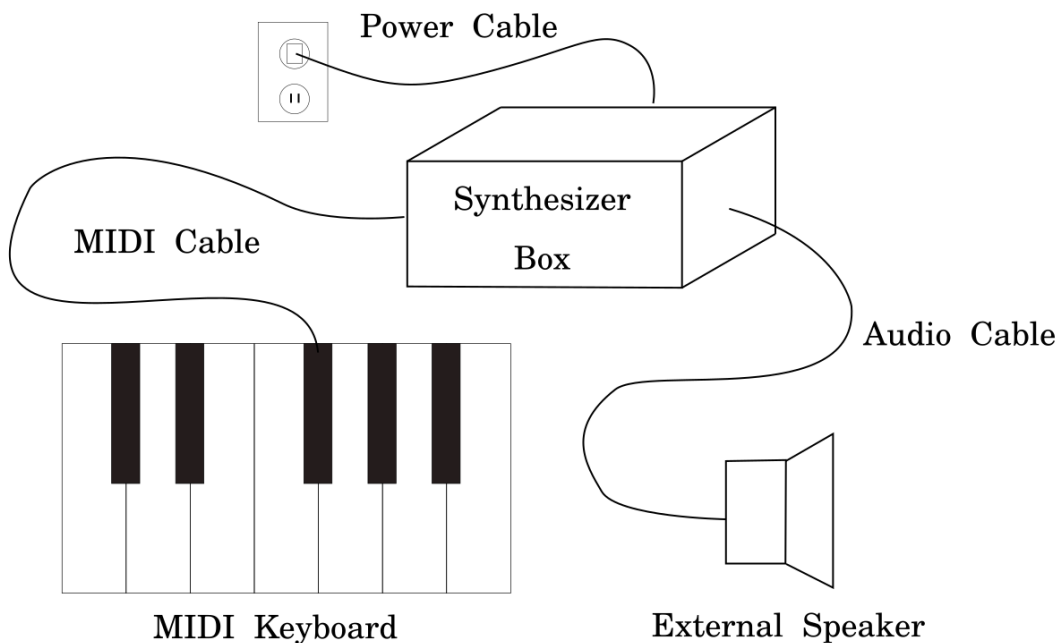 Power Cable
Synthesizer
Box
MIDI Cable
Audio Cable
MIDI Keyboard
External Speaker